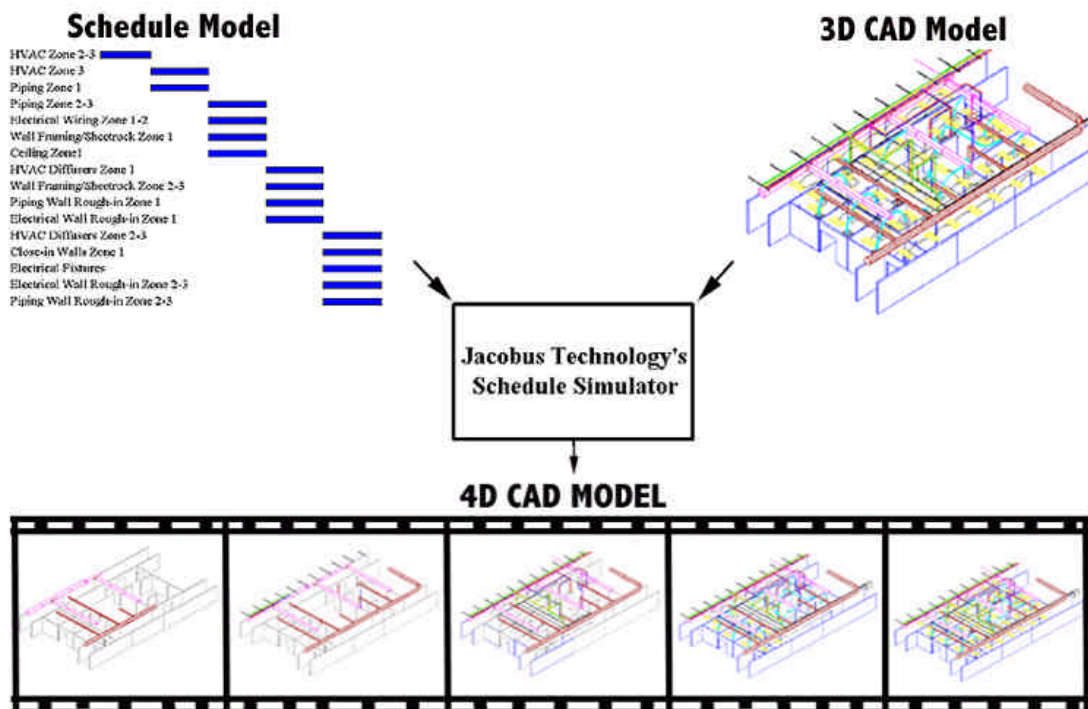 Schedule Model
HVAC Zone 2-3
HVAC Zone 3
Piping Zone 1
Piping Zone 2-3
Electrical Wiring Zone 1-2
Wall Framing/Sheetrock Zone 1
Ceiling Zone1
HVAC Diffusers Zone 1
Wall Framing/Sheetrock Zone 2-3
Piping Wall Rough-in Zone 1
Electrical Wall Rough-in Zone 1
HVAC Diffusers Zone 2-3
Close-in Walls Zone 1
Electrical Fixtures
Electrical Wall Rough-in Zone 2-3
Piping Wall Rough-in Zone 2-3
3D CAD Model
Jacobus Technology's
Schedule Simulator
4D CAD MODEL